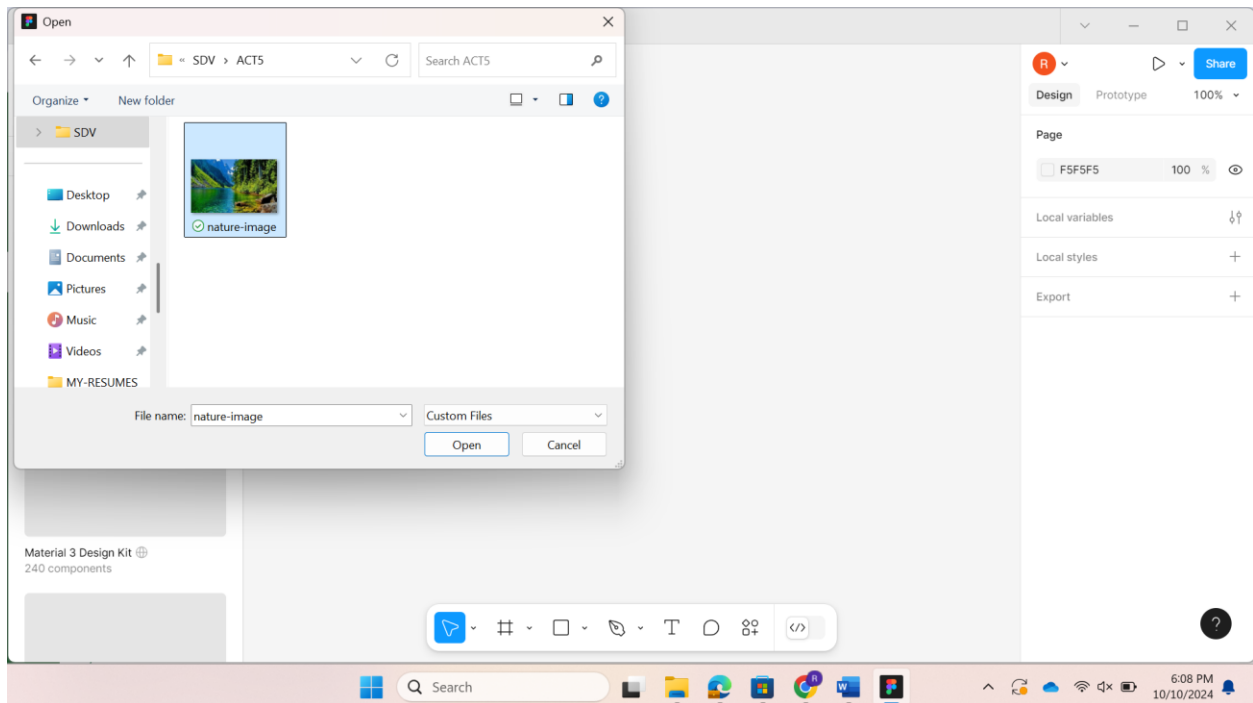 Open
« SDV > ACT5
Search ACT5
Organize
New folder
SDV
Desktop
Downloads
Documents
Pictures
Music
Videos
MY-RESUMES
nature-image
File name: nature-image
Custom Files
Open
Cancel
R
Share
Design
Prototype
100%
Page
F5F5F5
100 %
Local variables
Local styles
+
Export
+
Material 3 Design Kit
240 components
T
</>
?
Search
6:08 PM
10/10/2024